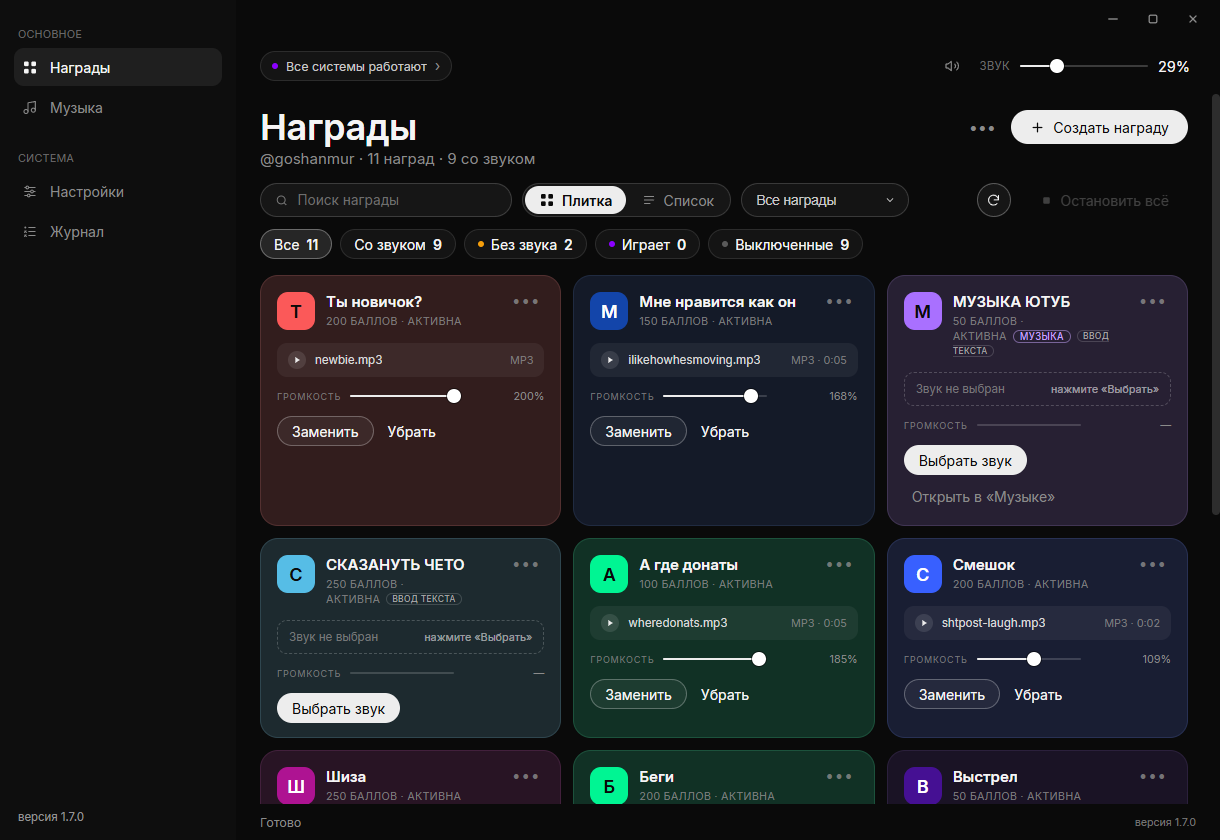 ОСНОВНОЕ
Награды
Музыка
СИСТЕМА
Настройки
Журнал
версия 1.7.0
Все системы работают ›
ЗВУК 29%
Награды
+ Создать награду
@goshanmur · 11 наград · 9 со звуком
Поиск награды
Плитка
Список
Все награды
Остановить всё
Все 11
Со звуком 9
Без звука 2
Играет 0
Выключенные 9
Т
Ты новичок?
200 БАЛЛОВ · АКТИВНА
newbie.mp3 MP3
ГРОМКОСТЬ 200%
Заменить Убрать
М
Мне нравится как он
150 БАЛЛОВ · АКТИВНА
ilikehowhesmoving.mp3 MP3 · 0:05
ГРОМКОСТЬ 168%
Заменить Убрать
М
МУЗЫКА ЮТУБ
50 БАЛЛОВ ·
АКТИВНА МУЗЫКА ВВОД
ТЕКСТА
Звук не выбран нажмите «Выбрать»
ГРОМКОСТЬ —
Выбрать звук
Открыть в «Музыке»
С
СКАЗАНУТЬ ЧЕТО
250 БАЛЛОВ ·
АКТИВНА ВВОД ТЕКСТА
Звук не выбран нажмите «Выбрать»
ГРОМКОСТЬ —
Выбрать звук
А
А где донаты
100 БАЛЛОВ · АКТИВНА
wheredonats.mp3 MP3 · 0:05
ГРОМКОСТЬ 185%
Заменить Убрать
С
Смешок
200 БАЛЛОВ · АКТИВНА
shtpost-laugh.mp3 MP3 · 0:02
ГРОМКОСТЬ 109%
Заменить Убрать
Ш
Шиза
250 БАЛЛОВ · АКТИВНА
Б
Беги
200 БАЛЛОВ · АКТИВНА
В
Выстрел
50 БАЛЛОВ · АКТИВНА
Готово
версия 1.7.0